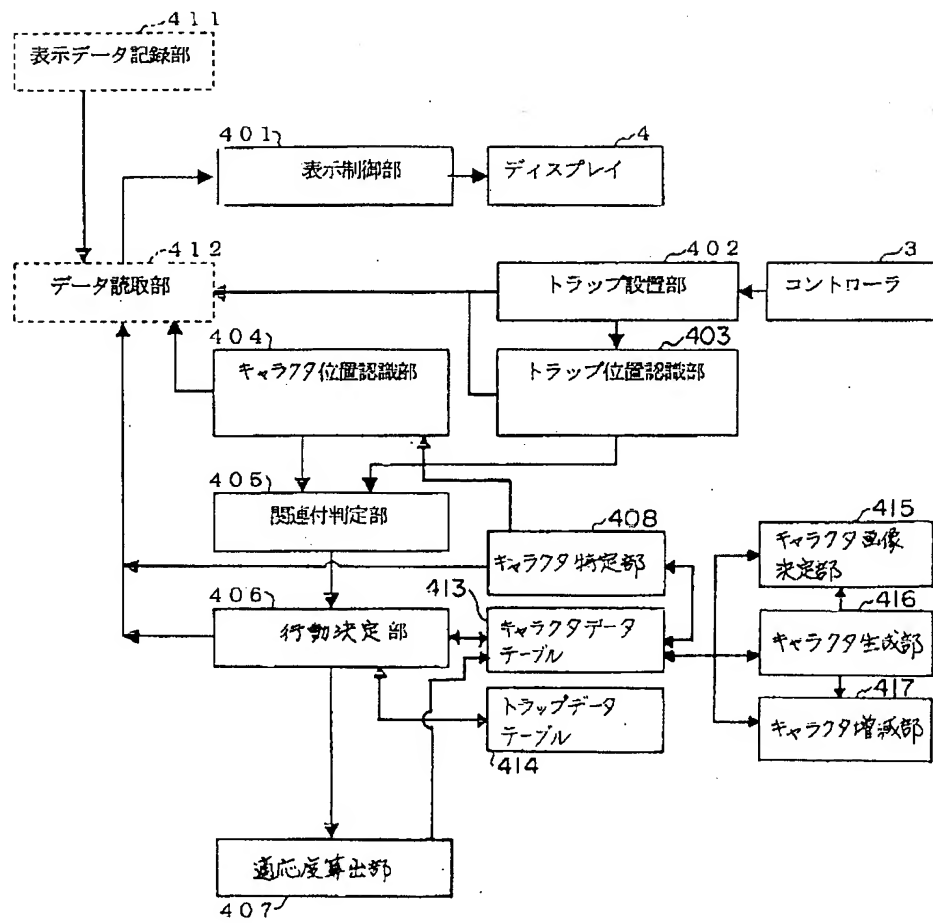 411
表示データ記録部
401
表示制御部
4
ディスプレイ
412
データ読取部
402
トラップ設置部
3
コントローラ
404
キャラクタ位置認識部
403
トラップ位置認識部
405
関連付判定部
408
キャラクタ特定部
415
キャラクタ画像
決定部
406
行動決定部
413
キャラクタデータ
テーブル
416
キャラクタ生成部
トラップデータ
テーブル
414
417
キャラクタ増減部
適応度算出部
407